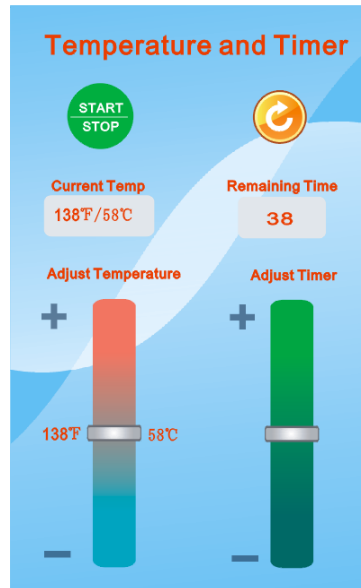 Temperature and Timer
START
STOP
Current Temp
Remaining Time
138℉/58℃
38
Adjust Temperature
Adjust Timer
+
+
138℉
58℃
−
−